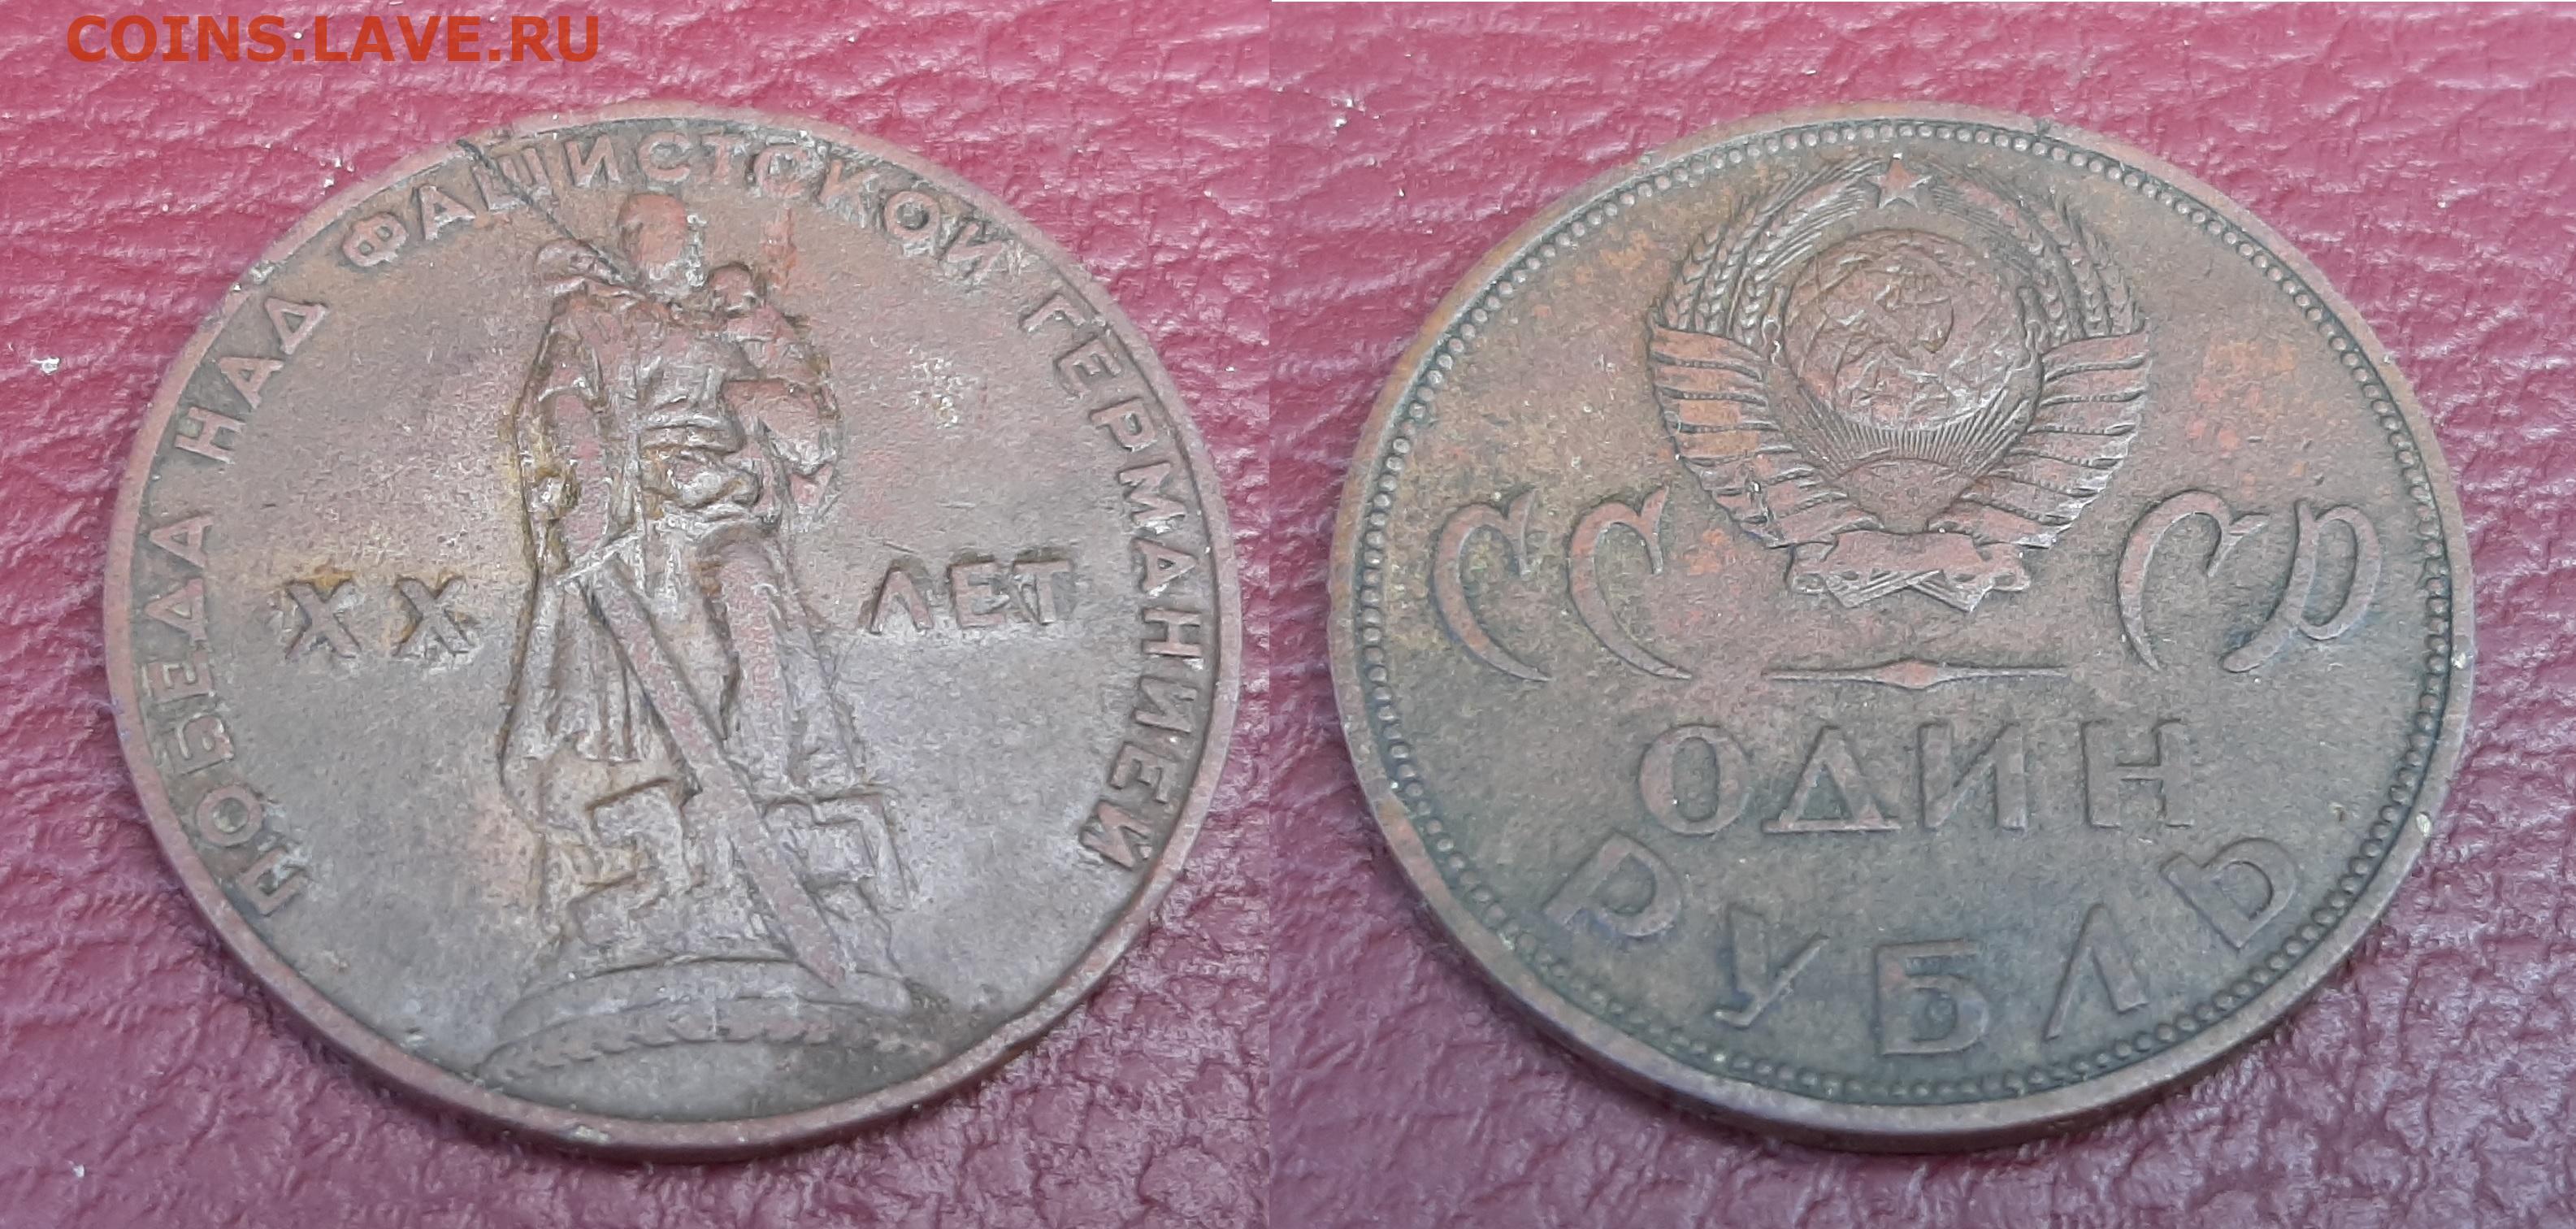 COINS.LAVE.RU
ПОБЕДА НАД ФАШИСТСКОЙ ГЕРМАНИЕЙ
XX ЛЕТ
СССР
ОДИН
РУБЛЬ